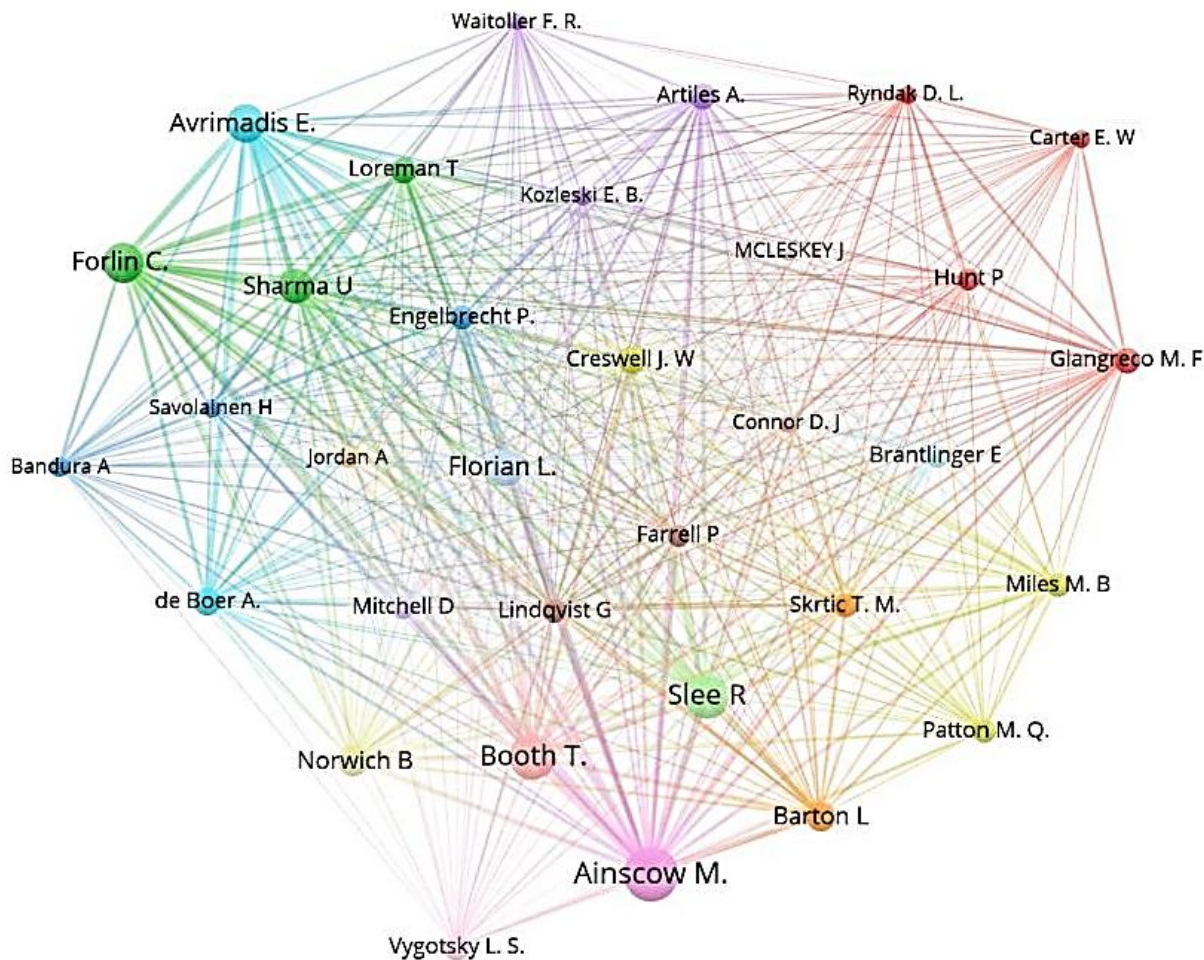 Waitoller F. R.
Artiles A.
Ryndak D. L.
Avrimadis E.
Carter E. W
Loreman T
Kozleski E. B.
MCLESKEY J
Forlin C.
Hunt P
Sharma U
Engelbrecht P.
Creswell J. W
Giangreco M. F
Savolainen H
Connor D. J
Jordan A
Brantlinger E
Bandura A
Florian L.
Farrell P
Miles M. B
de Boer A.
Mitchell D
Lindqvist G
Skrtic T. M.
Slee R
Patton M. Q.
Norwich B
Booth T.
Barton L
Ainscow M.
Vygotsky L. S.